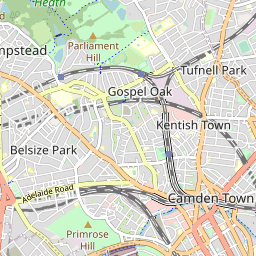 Heath
Parliament
Hill
mpstead
Tufnell Park
Gospel Oak
Kentish Town
Belsize Park
Adelaide Road
Camden Town
Primrose
Hill